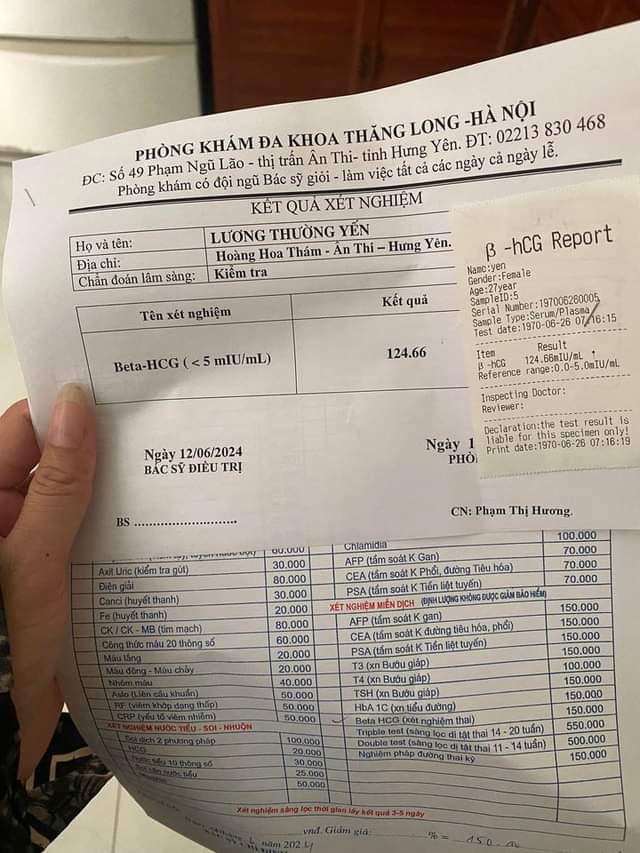 PHÒNG KHÁM ĐA KHOA THĂNG LONG -HÀ NỘI
ĐC: Số 49 Phạm Ngũ Lão - thị trấn Ân Thi- tỉnh Hưng Yên. ĐT: 02213 830 468
Phòng khám có đội ngũ Bác sỹ giỏi - làm việc tất cả các ngày cả ngày lễ.
KẾT QUẢ XÉT NGHIỆM
Họ và tên: LƯƠNG THƯỜNG YẾN
Địa chỉ: Hoàng Hoa Thám - Ân Thi – Hưng Yên.
Chẩn đoán lâm sàng: Kiểm tra
Tên xét nghiệm Kết quả
Beta-HCG ( < 5 mIU/mL) 124.66
Ngày 12/06/2024
BÁC SỸ ĐIỀU TRỊ
BS
Ngày 1
PHÒ
CN: Phạm Thị Hương.
β -hCG Report
Name:yen
Gender:Female
Age:27year
SampleID:5
Serial Number:197006260005
Sample Type:Serum/Plasma
Test date:1970-06-26 07:16:15
Item Result
β -hCG 124.66mIU/mL ↑
Reference range:0.0-5.0mIU/mL
Inspecting Doctor:
Reviewer:
Declaration:the test result is
liable for this specimen only!
Print date:1970-06-26 07:16:19
60.000
Axit Uric (kiểm tra gút) 30.000
Điện giải 80.000
Canci (huyết thanh) 30.000
Fe (huyết thanh) 20.000
CK / CK - MB (tim mạch) 80.000
Công thức máu 20 thông số 60.000
Máu lắng 20.000
Máu đông - Máu chảy 20.000
Nhóm máu 40.000
Aslo (Liên cầu khuẩn) 50.000
RF (viêm khớp dạng thấp) 50.000
CRP (yếu tố viêm nhiễm) 50.000
XÉT NGHIỆM NƯỚC TIỂU - SOI - NHUỘN
Soi dịch 2 phương pháp 100.000
HCG 20.000
Nước tiểu 10 thông số 30.000
25.000
50.000
Chlamidia 100.000
AFP (tầm soát K Gan) 70.000
CEA (tầm soát K Phổi, đường Tiêu hóa) 70.000
PSA (tầm soát K Tiền liệt tuyến) 70.000
XÉT NGHIỆM MIỄN DỊCH (ĐỊNH LƯỢNG KHÔNG ĐƯỢC GIẢM BẢO HIỂM)
AFP (tầm soát K gan) 150.000
CEA (tầm soát K đường tiêu hóa, phổi) 150.000
PSA (tầm soát K Tiền liệt tuyến) 150.000
T3 (xn Bướu giáp) 100.000
T4 (xn Bướu giáp) 150.000
TSH (xn Bướu giáp) 150.000
HbA 1C (xn tiểu đường) 150.000
Beta HCG (xét nghiệm thai) 150.000
Tripble test (sàng lọc dị tật thai 14 - 20 tuần) 550.000
Double test (sàng lọc dị tật thai 11 - 14 tuần) 500.000
Nghiệm pháp đường thai kỳ 150.000
Xét nghiệm sàng lọc thời gian lấy kết quả 3-5 ngày
vnđ. Giảm giá: % =